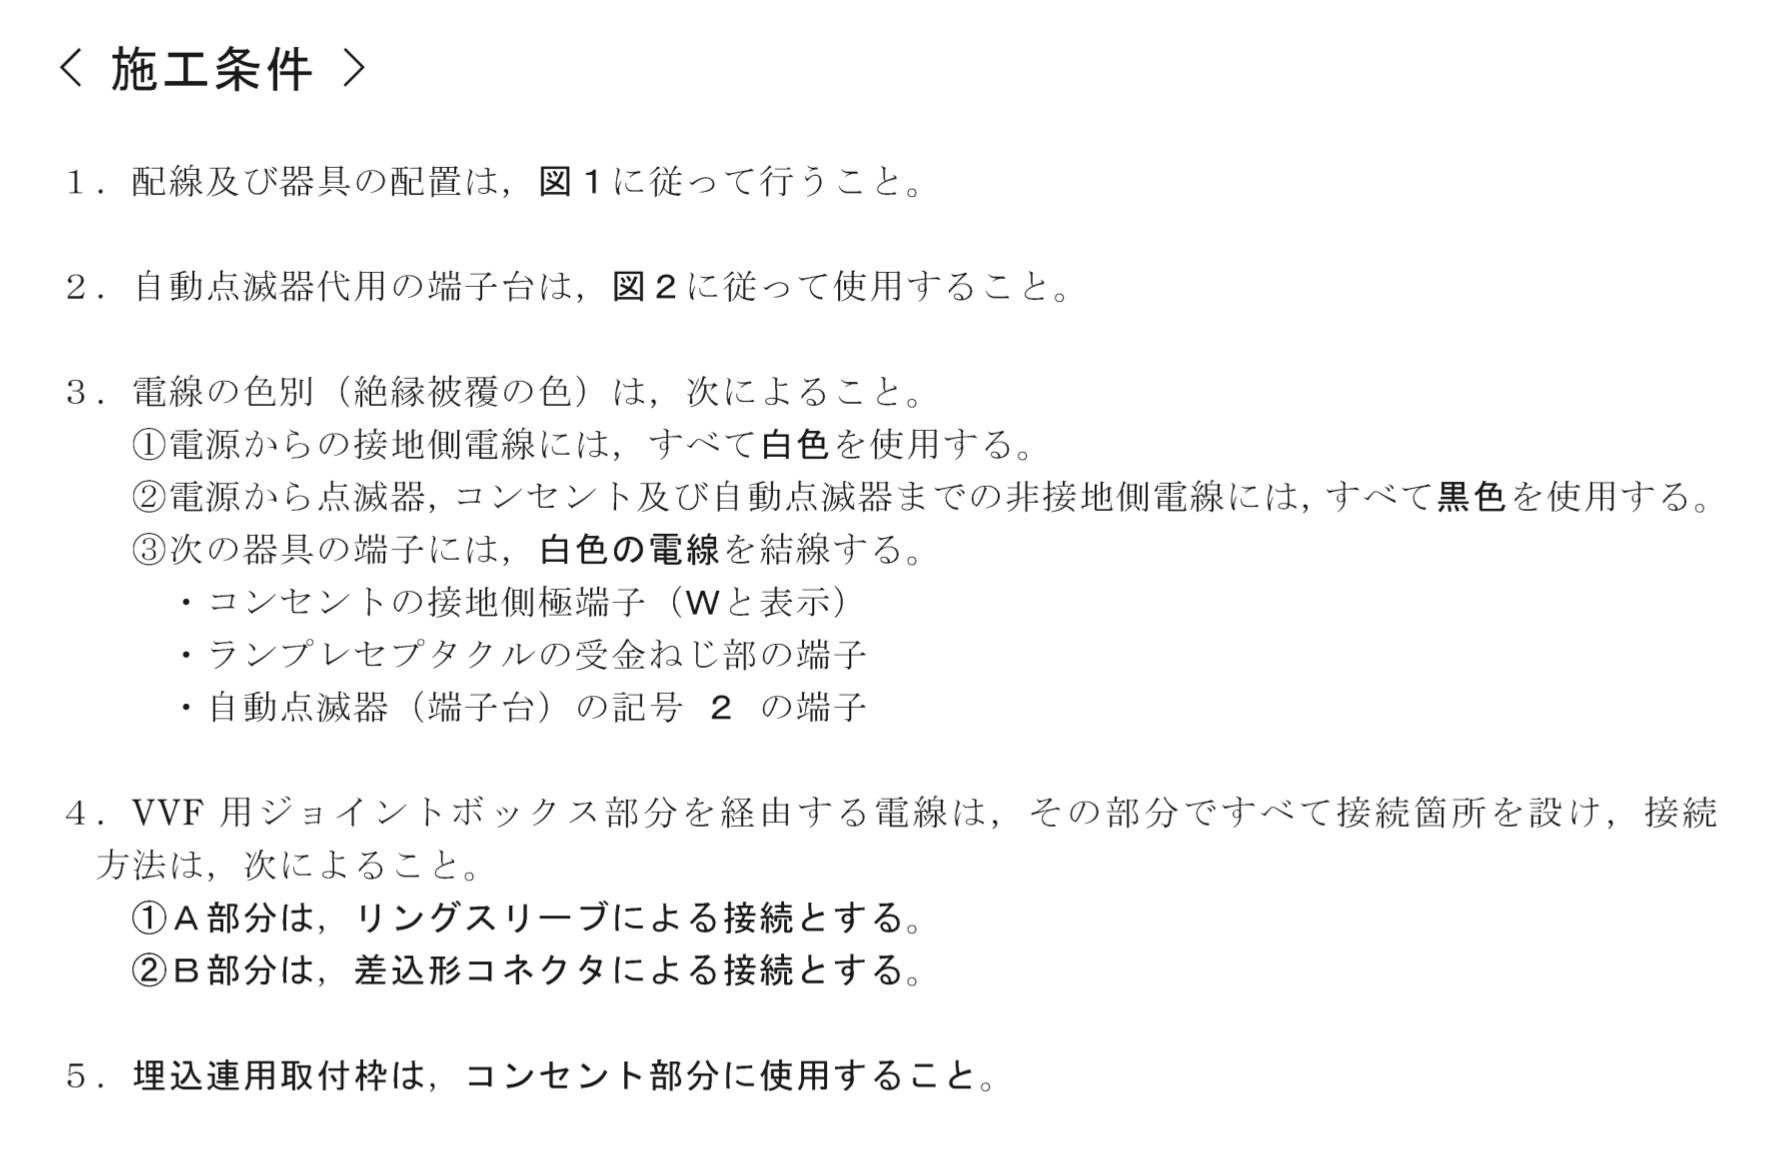 〈 施工条件 〉
１．配線及び器具の配置は，図１に従って行うこと。
２．自動点滅器代用の端子台は，図２に従って使用すること。
３．電線の色別（絶縁被覆の色）は，次によること。
①電源からの接地側電線には，すべて白色を使用する。
②電源から点滅器，コンセント及び自動点滅器までの非接地側電線には，すべて黒色を使用する。
③次の器具の端子には，白色の電線を結線する。
・コンセントの接地側極端子（Wと表示）
・ランプレセプタクルの受金ねじ部の端子
・自動点滅器（端子台）の記号 2 の端子
４．VVF 用ジョイントボックス部分を経由する電線は，その部分ですべて接続箇所を設け，接続
方法は，次によること。
①A部分は，リングスリーブによる接続とする。
②B部分は，差込形コネクタによる接続とする。
５．埋込連用取付枠は，コンセント部分に使用すること。